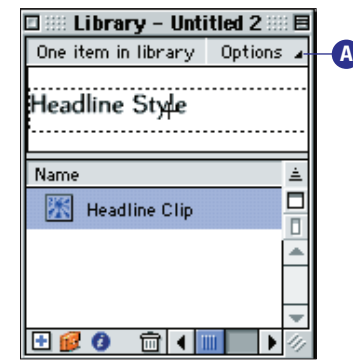 Library – Untitled 2
One item in library Options
A
Headline Style
Name
Headline Clip